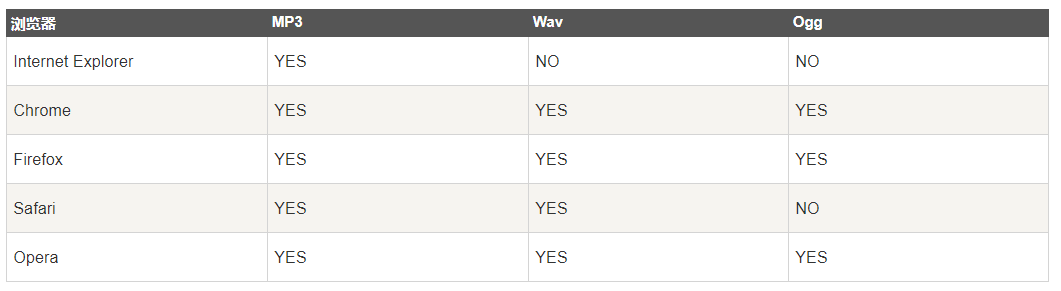 浏览器 MP3 Wav Ogg
Internet Explorer YES NO NO
Chrome YES YES YES
Firefox YES YES YES
Safari YES YES NO
Opera YES YES YES